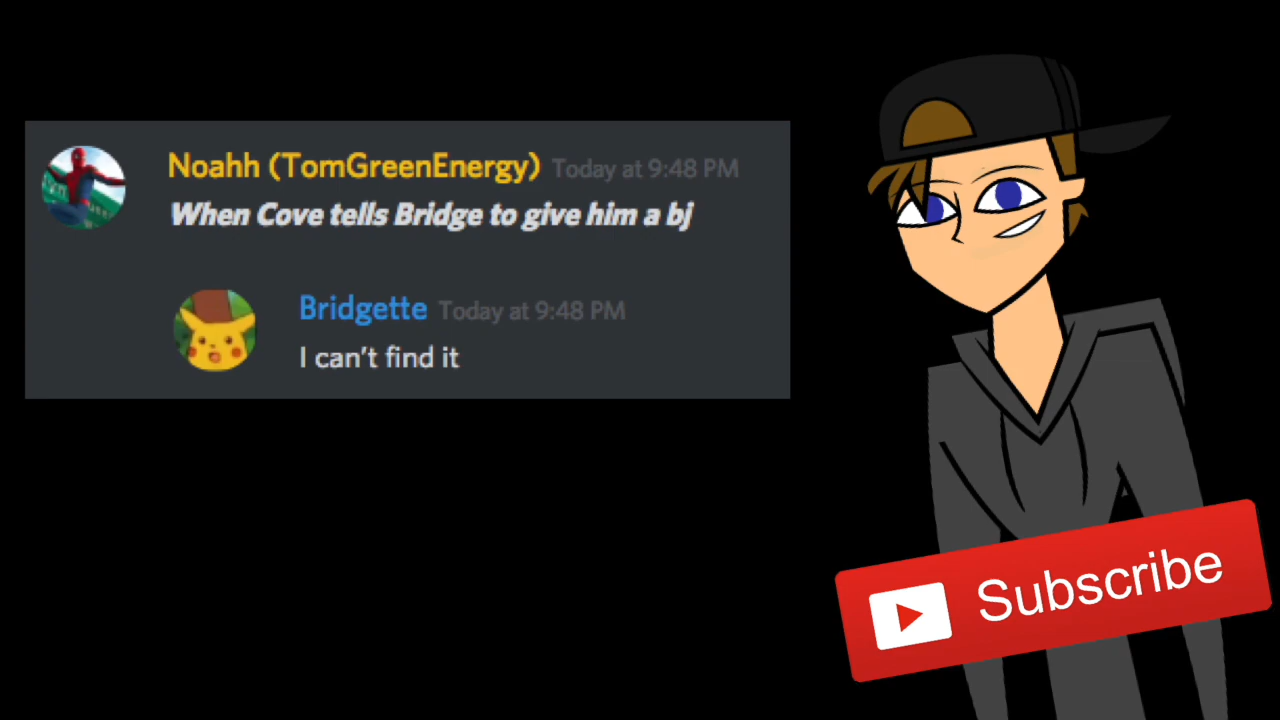 Noahh (TomGreenEnergy) Today at 9:48 PM
When Cove tells Bridge to give him a bj
Bridgette Today at 9:48 PM
I can't find it
Subscribe